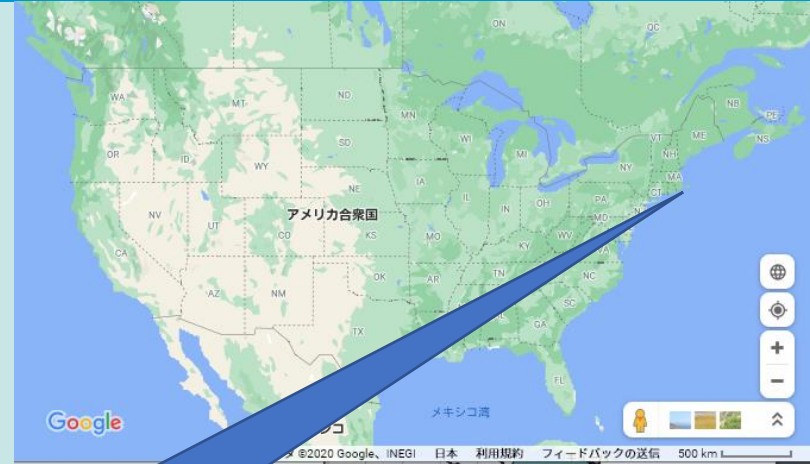 ON
QC
WA
MT
ND
MN
NB
PE
OR
ID
SD
WI
VT
ME
NS
WY
MI
NH
NY
MA
NE
IA
CT
アメリカ合衆国
NV
UT
CO
KS
IL
IN
OH
PA
MD
MO
WV
CA
KY
VA
AZ
NM
OK
AR
TN
NC
SC
GA
TX
FL
メキシコ湾
Google
©2020 Google、INEGI 日本 利用規約 フィードバックの送信 500 km